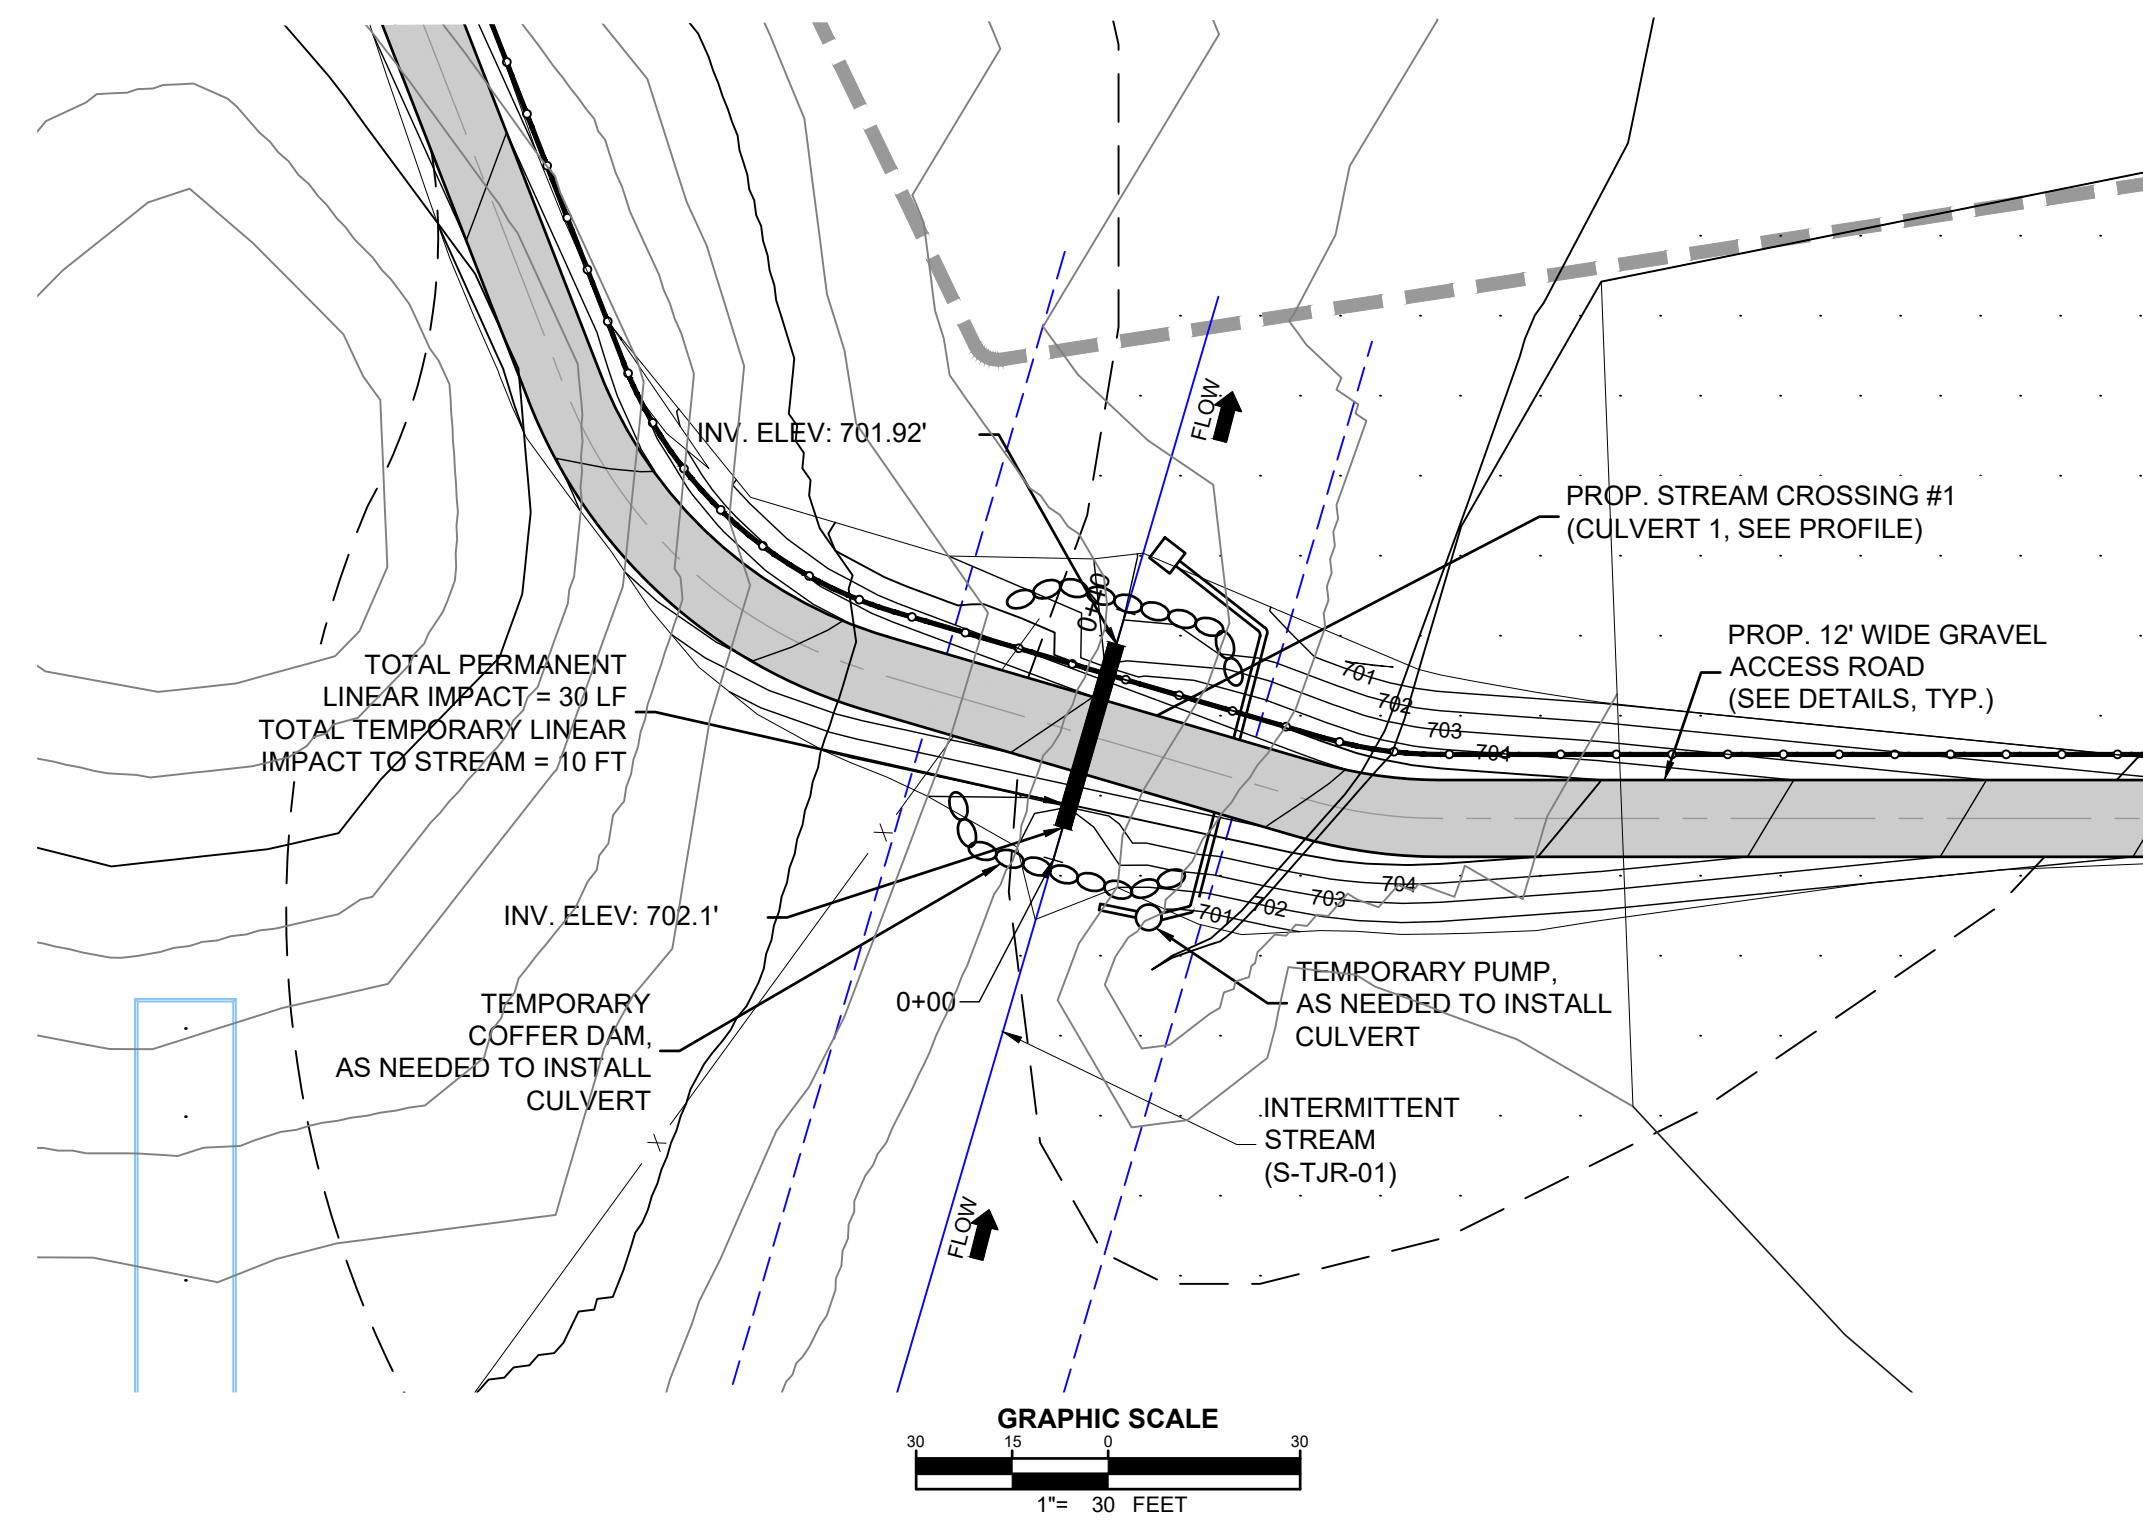 INV. ELEV: 701.92'
FLOW
PROP. STREAM CROSSING #1
(CULVERT 1, SEE PROFILE)
0+40
PROP. 12' WIDE GRAVEL
ACCESS ROAD
(SEE DETAILS, TYP.)
TOTAL PERMANENT
LINEAR IMPACT = 30 LF
TOTAL TEMPORARY LINEAR
IMPACT TO STREAM = 10 FT
701
702
703
704
704
703
702
701
INV. ELEV: 702.1'
TEMPORARY
COFFER DAM,
AS NEEDED TO INSTALL
CULVERT
0+00
TEMPORARY PUMP,
AS NEEDED TO INSTALL
CULVERT
INTERMITTENT
STREAM
(S-TJR-01)
FLOW
GRAPHIC SCALE
30 15 0 30
1"= 30 FEET